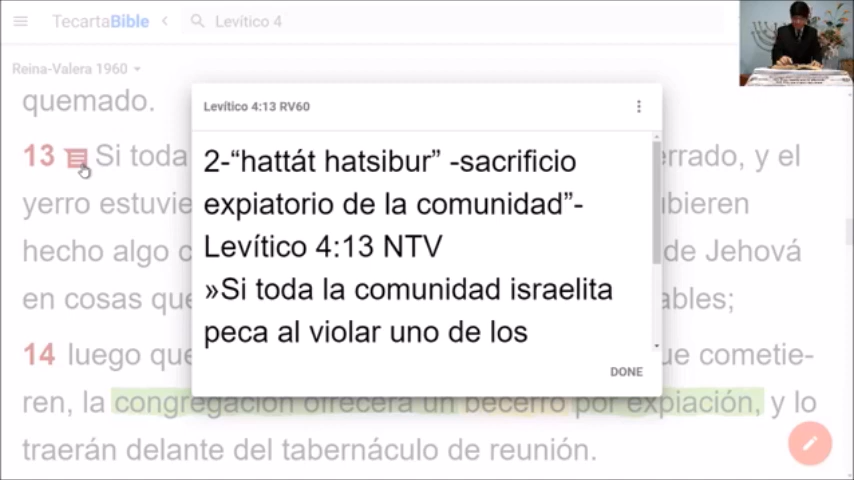 TecartaBible
Levítico 4
Reina-Valera 1960
quemado.
Levítico 4:13 RV60
13 Si toda
errado, y el
yerro estuvie
ubieren
hecho algo c
de Jehová
en cosas que
ables;
2-“hattát hatsibur” -sacrificio
expiatorio de la comunidad”-
Levítico 4:13 NTV
»Si toda la comunidad israelita
peca al violar uno de los
DONE
14 luego que
ue cometie-
ren, la congregación ofrecerá un becerro por expiación, y lo
traerán delante del tabernáculo de reunión.